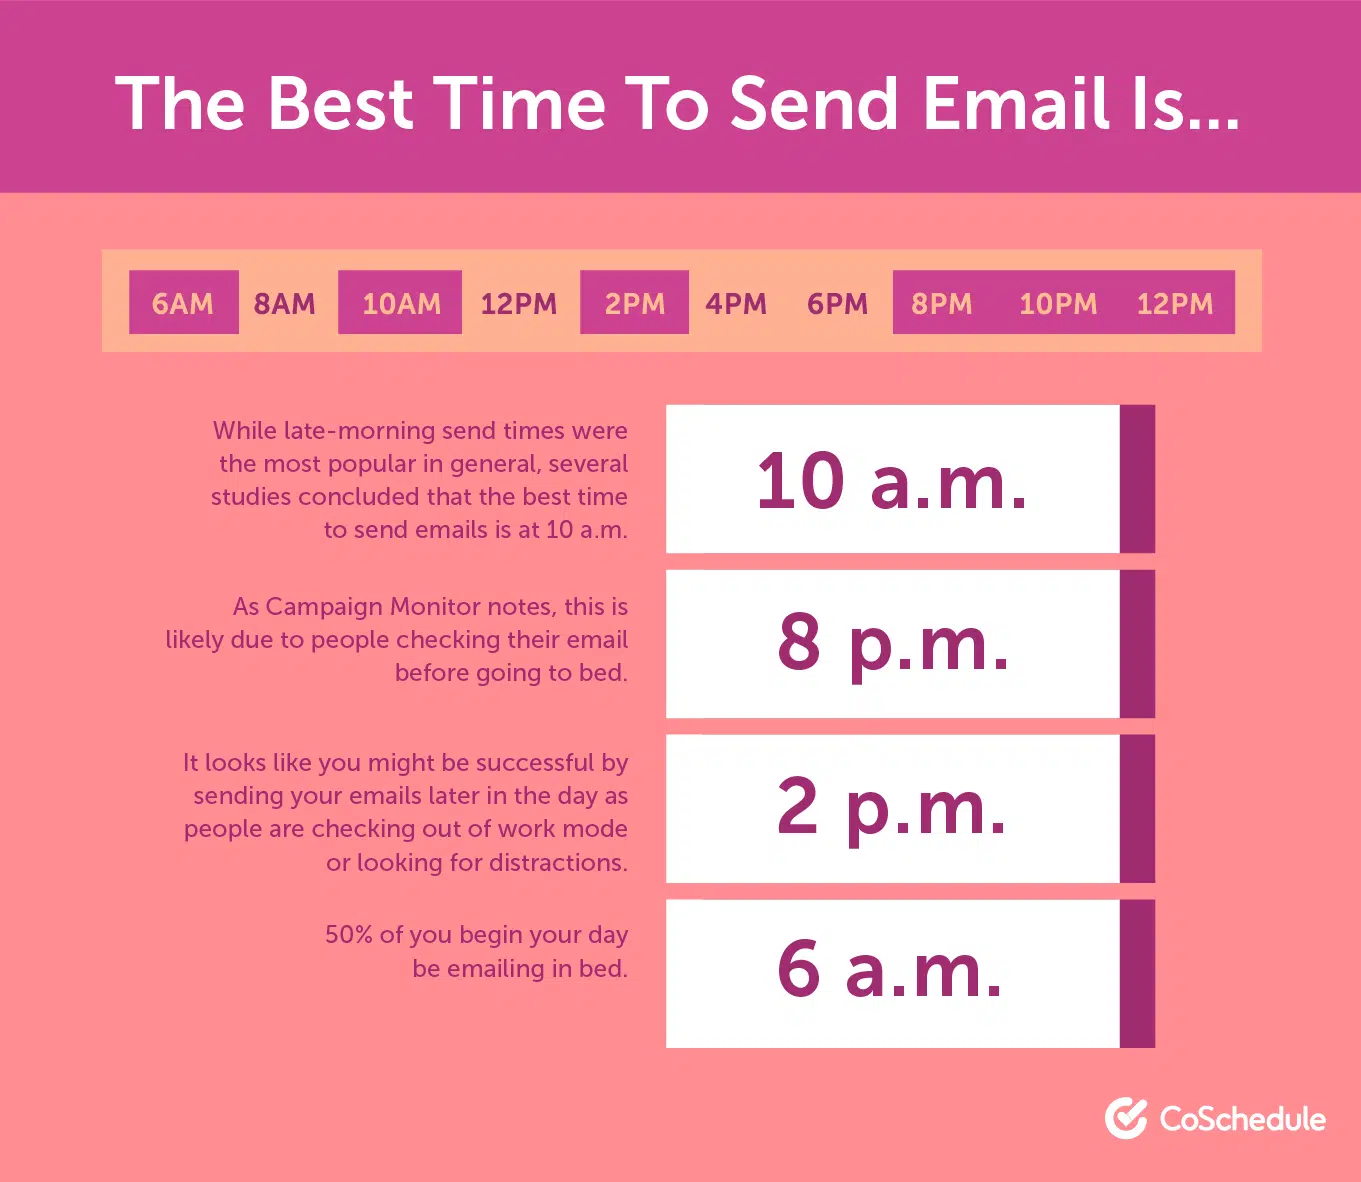 The Best Time To Send Email Is...
6AM 8AM 10AM 12PM 2PM 4PM 6PM 8PM 10PM 12PM
While late-morning send times were
the most popular in general, several
studies concluded that the best time
to send emails is at 10 a.m.
10 a.m.
As Campaign Monitor notes, this is
likely due to people checking their email
before going to bed.
8 p.m.
It looks like you might be successful by
sending your emails later in the day as
people are checking out of work mode
or looking for distractions.
2 p.m.
50% of you begin your day
be emailing in bed.
6 a.m.
CoSchedule